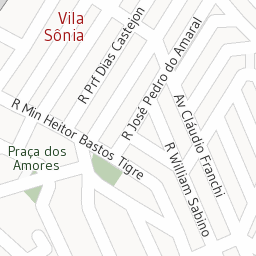 Vila
Sônia
R Prf Dias Castejon
R José Pedro do Amaral
R Min Heitor Bastos Tigre
Av Cláudio Franchi
R William Sabino
Praça dos
Amores